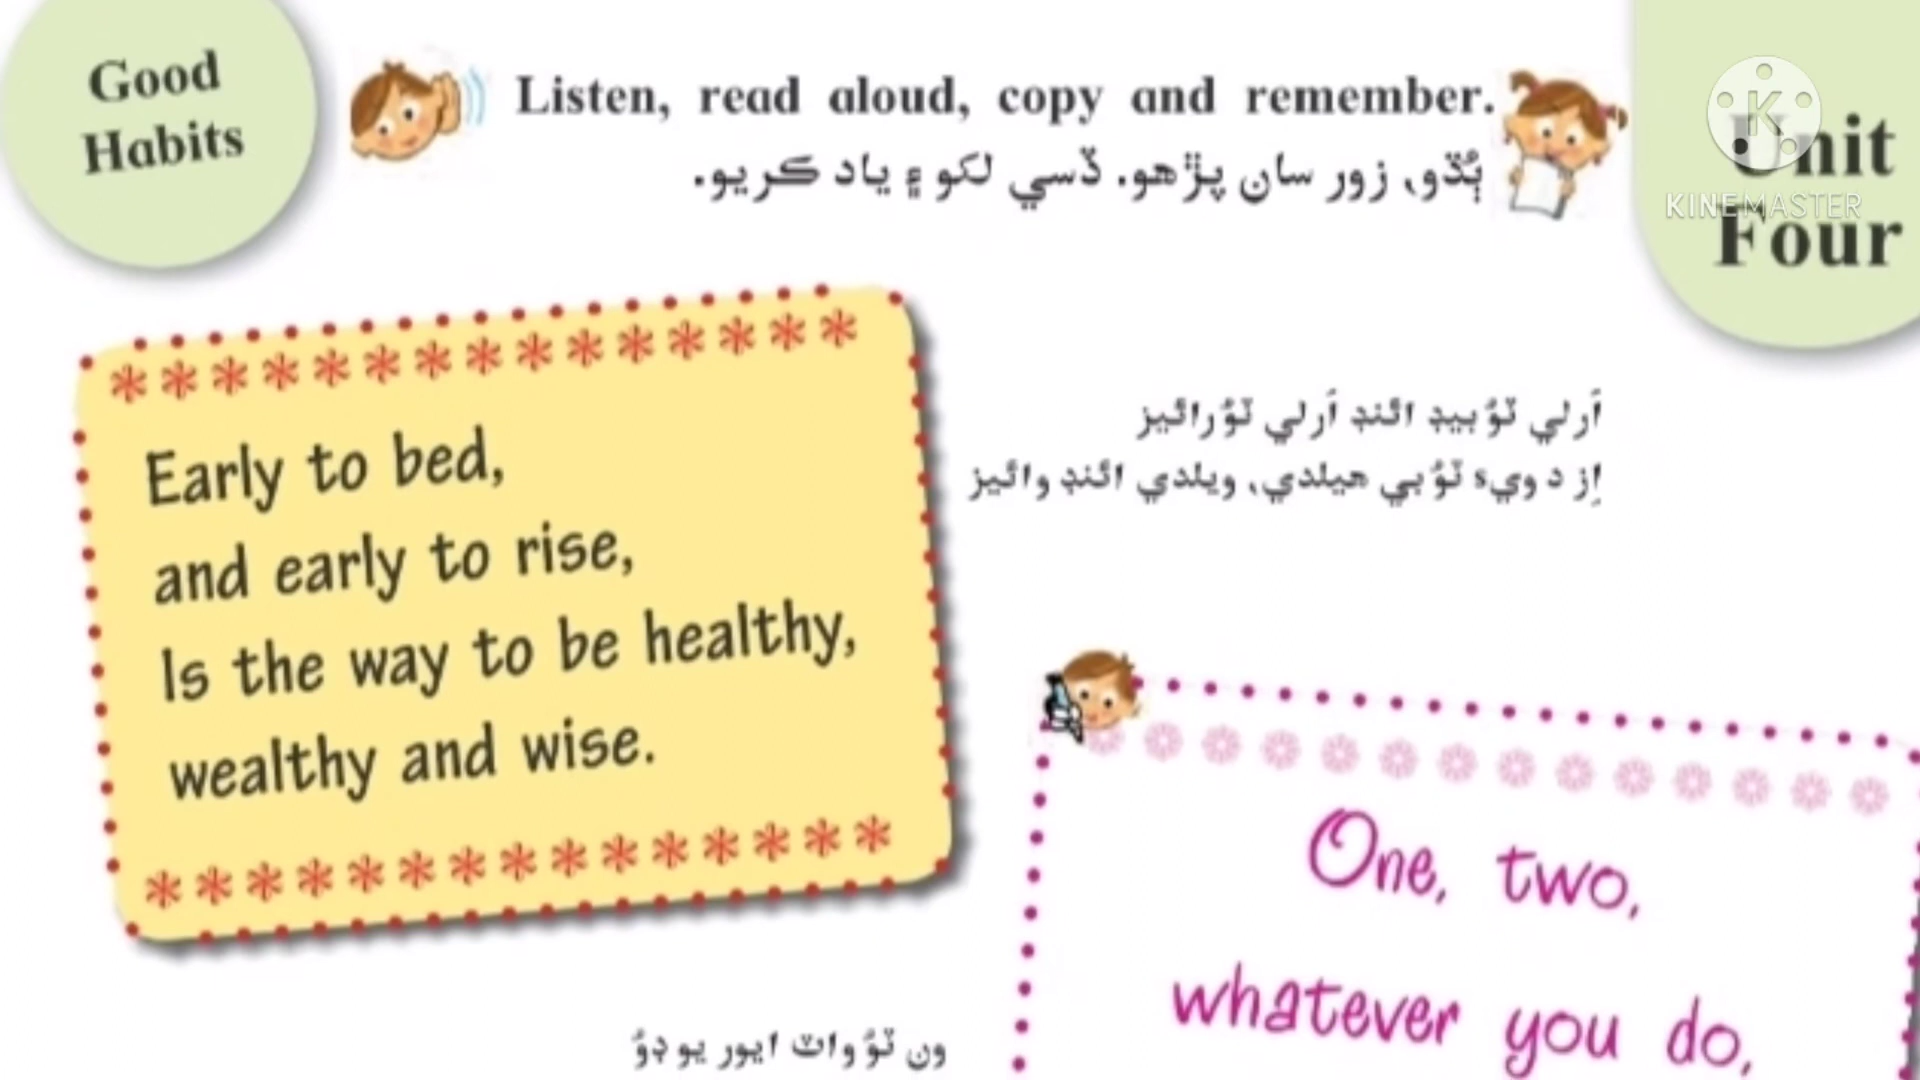 Good
Habits
Listen, read aloud, copy and remember.
ٻُڌو، زور سان پڙهو. ڏسي لکو ۽ ياد ڪريو.
Unit
Four
KINEMASTER
Early to bed,
and early to rise,
Is the way to be healthy,
wealthy and wise.
اَرلي ٽوُ بيڊ ائنڊ اَرلي ٽوُ رائيز
اِز د ويء ٽوُ بي هيلدي، ويلدي ائنڊ وائيز
One, two,
whatever you do,
ون ٽوُ واٽ ايور يو ڊوُ